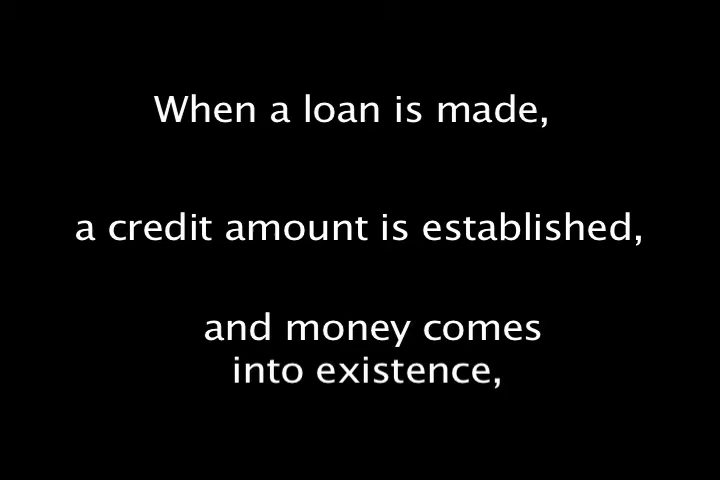 When a loan is made,
a credit amount is established,
and money comes
into existence,